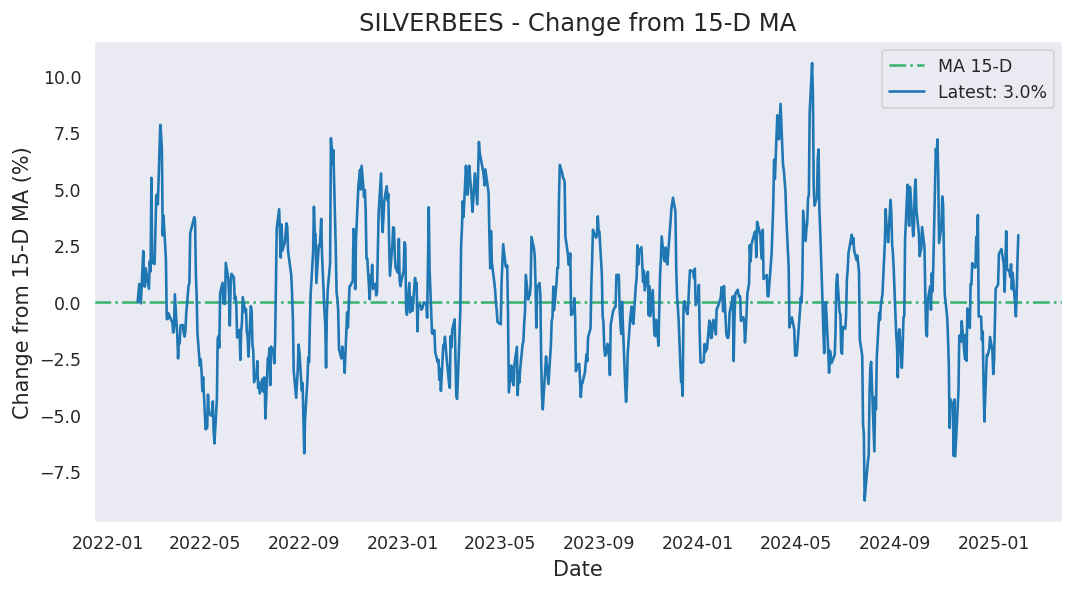 SILVERBEES - Change from 15-D MA
MA 15-D
Latest: 3.0%
Change from 15-D MA (%)
10.0
7.5
5.0
2.5
0.0
−2.5
−5.0
−7.5
2022-01 2022-05 2022-09 2023-01 2023-05 2023-09 2024-01 2024-05 2024-09 2025-01
Date